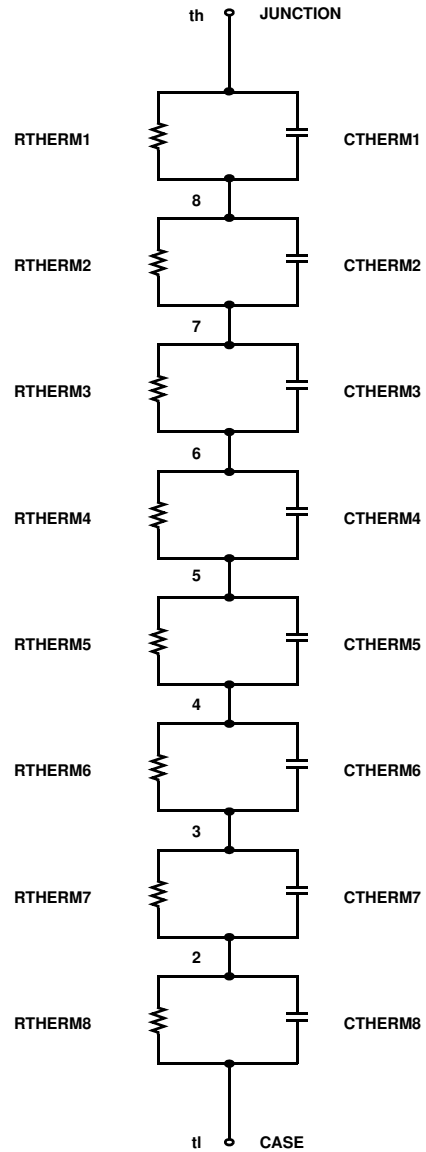 th JUNCTION
RTHERM1 CTHERM1
8
RTHERM2 CTHERM2
7
RTHERM3 CTHERM3
6
RTHERM4 CTHERM4
5
RTHERM5 CTHERM5
4
RTHERM6 CTHERM6
3
RTHERM7 CTHERM7
2
RTHERM8 CTHERM8
tl CASE